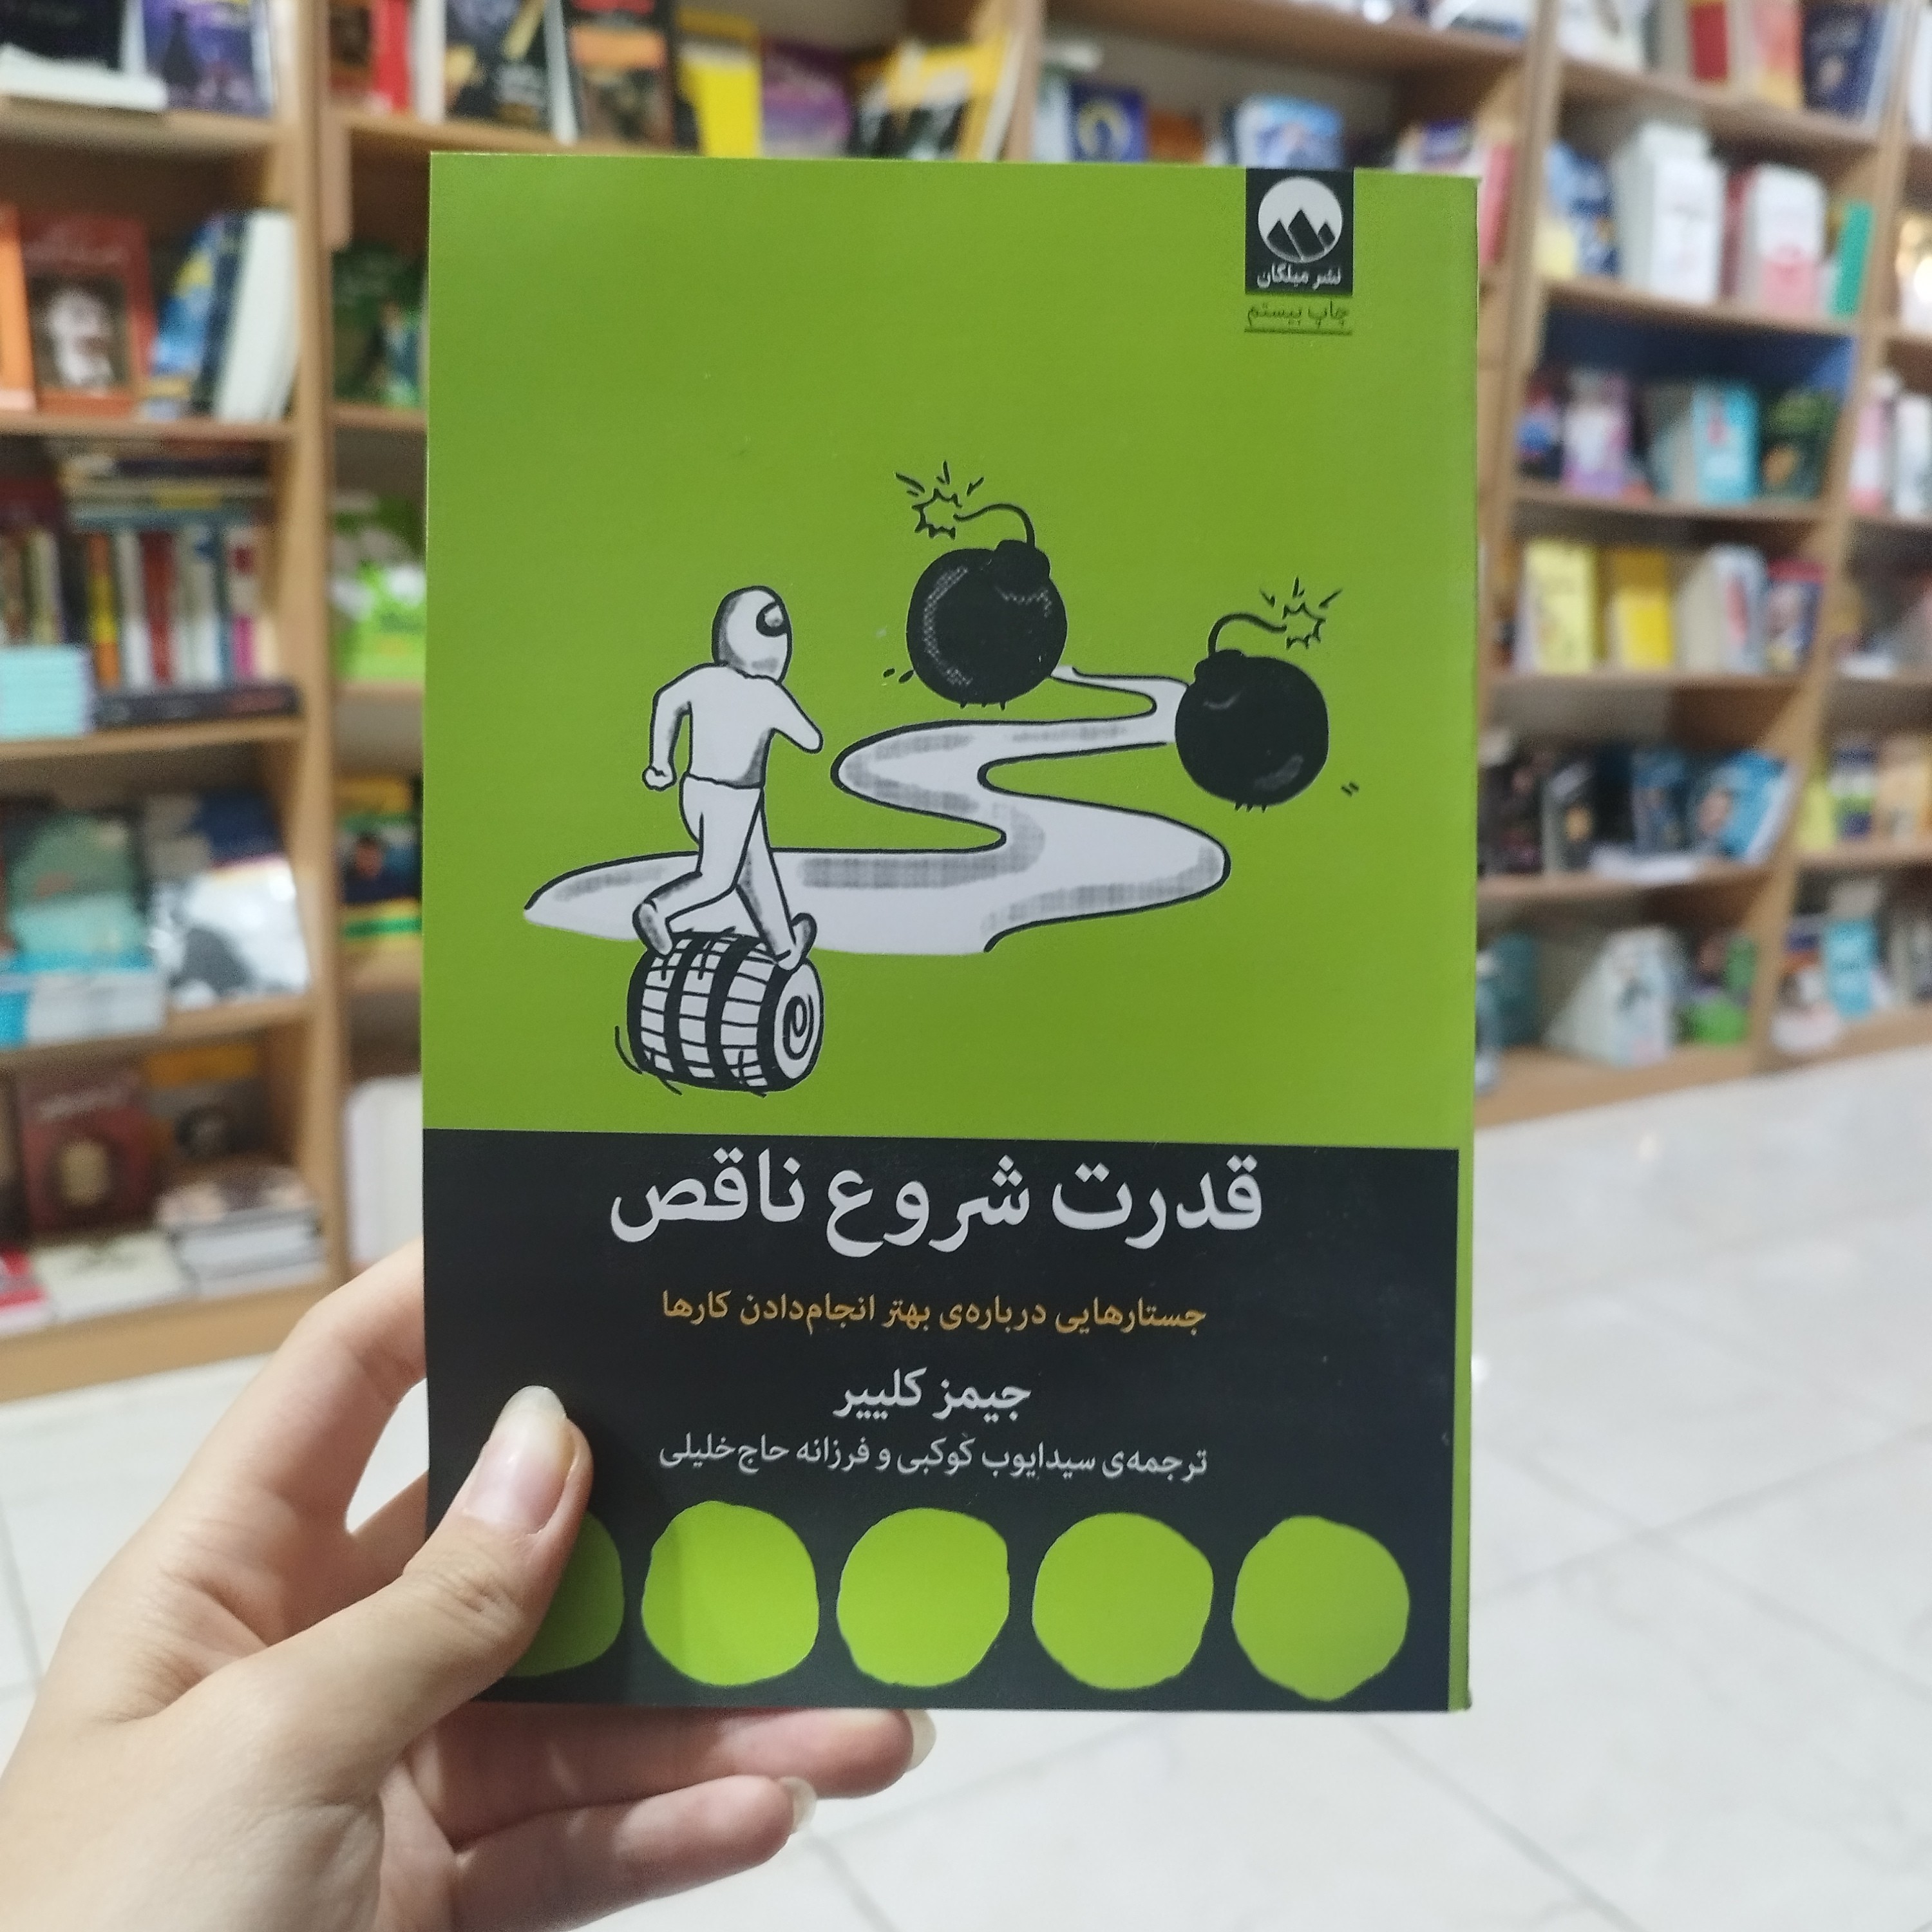 نشر میلکان
چاپ بیستم
قدرت شروع ناقص
جستارهایی درباره‌ی بهتر انجام‌دادن کارها
جیمز کلییر
ترجمه‌ی سیدایوب کوکبی و فرزانه حاج‌خلیلی